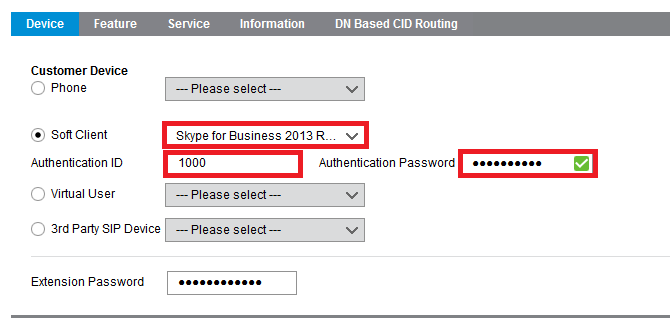 Device Feature Service Information DN Based CID Routing
Customer Device
Phone --- Please select ---
Soft Client Skype for Business 2013 R...
Authentication ID 1000 Authentication Password ●●●●●●●●●●
Virtual User --- Please select ---
3rd Party SIP Device --- Please select ---
Extension Password ●●●●●●●●●●●●